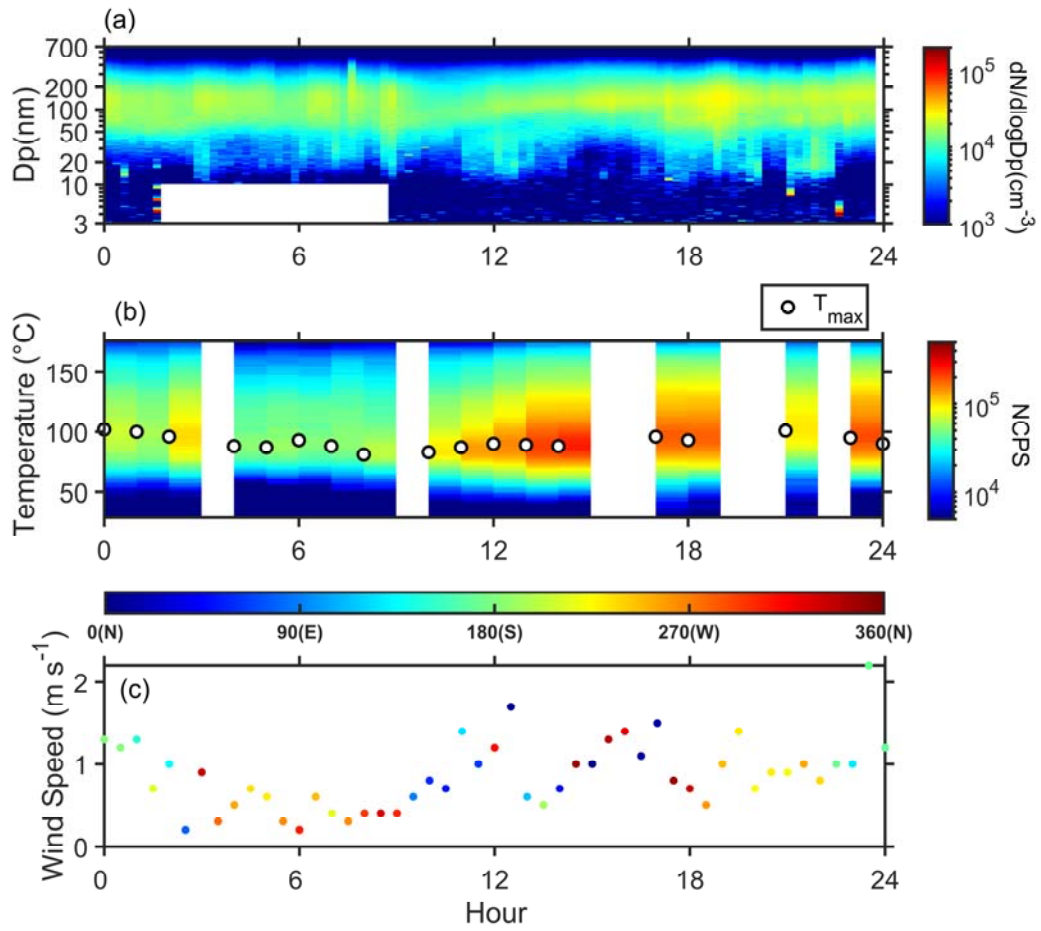 (a)
700
200
100
50
20
10
3
Dp(nm)
0 6 12 18 24
10^5
10^4
10^3
dN/dlogDp(cm^-3)
(b)
T_max
150
100
50
Temperature (°C)
0 6 12 18 24
10^5
10^4
NCPS
0(N) 90(E) 180(S) 270(W) 360(N)
(c)
2
1
0
Wind Speed (m s^-1)
0 6 12 18 24
Hour